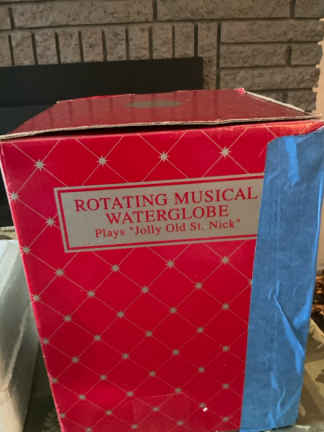 ROTATING MUSICAL
WATERGLOBE
Plays "Jolly Old St. Nick"